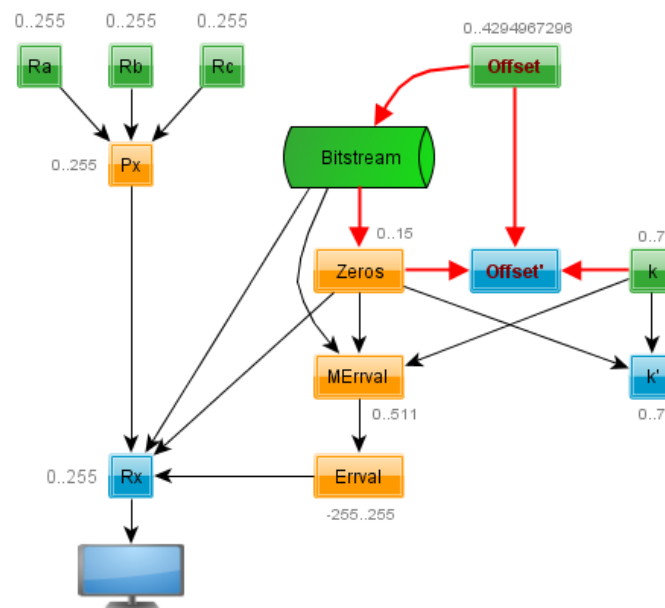 0..255 0..255 0..255
0..4294967296
Ra Rb Rc
Offset
Bitstream
0..255 Px
0..15
0..7
Zeros Offset' k
MErrval k'
0..511 0..7
0..255 Rx Errval
-255..255